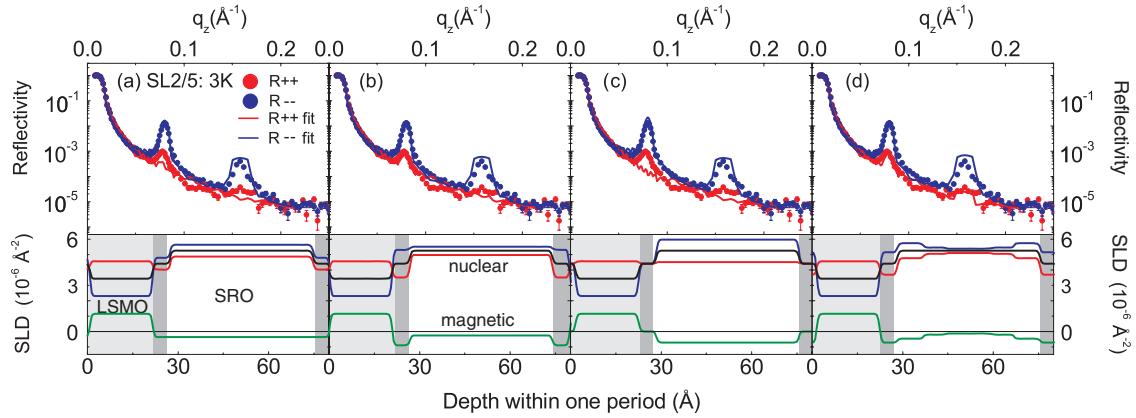 q_z(Å⁻¹) q_z(Å⁻¹) q_z(Å⁻¹) q_z(Å⁻¹)
0.0 0.1 0.2 0.0 0.1 0.2 0.0 0.1 0.2 0.0 0.1 0.2
(a) SL2/5: 3K (b) (c) (d)
R++
R--
R++ fit
R-- fit
Reflectivity
10⁻¹
10⁻³
10⁻⁵
Reflectivity
10⁻¹
10⁻³
10⁻⁵
SLD (10⁻⁶ Å⁻²)
6
3
0
LSMO
SRO
nuclear
magnetic
6
3
0
SLD (10⁻⁶ Å⁻²)
0 30 60 0 30 60 0 30 60 0 30 60
Depth within one period (Å)